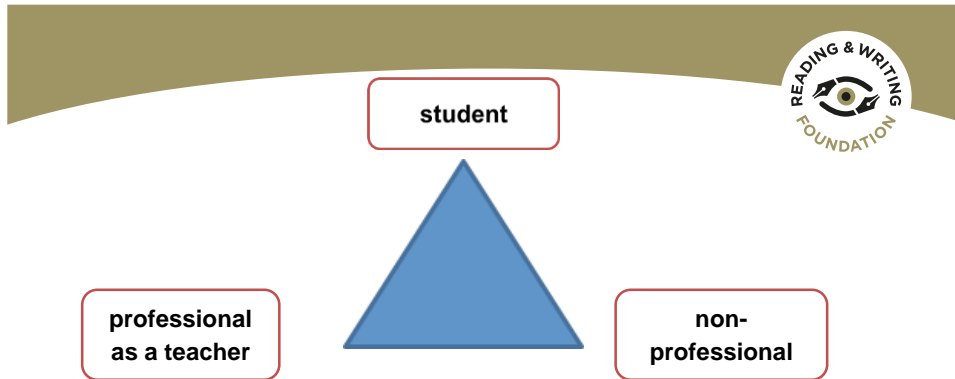 READING & WRITING
FOUNDATION
student
professional
as a teacher
non-
professional